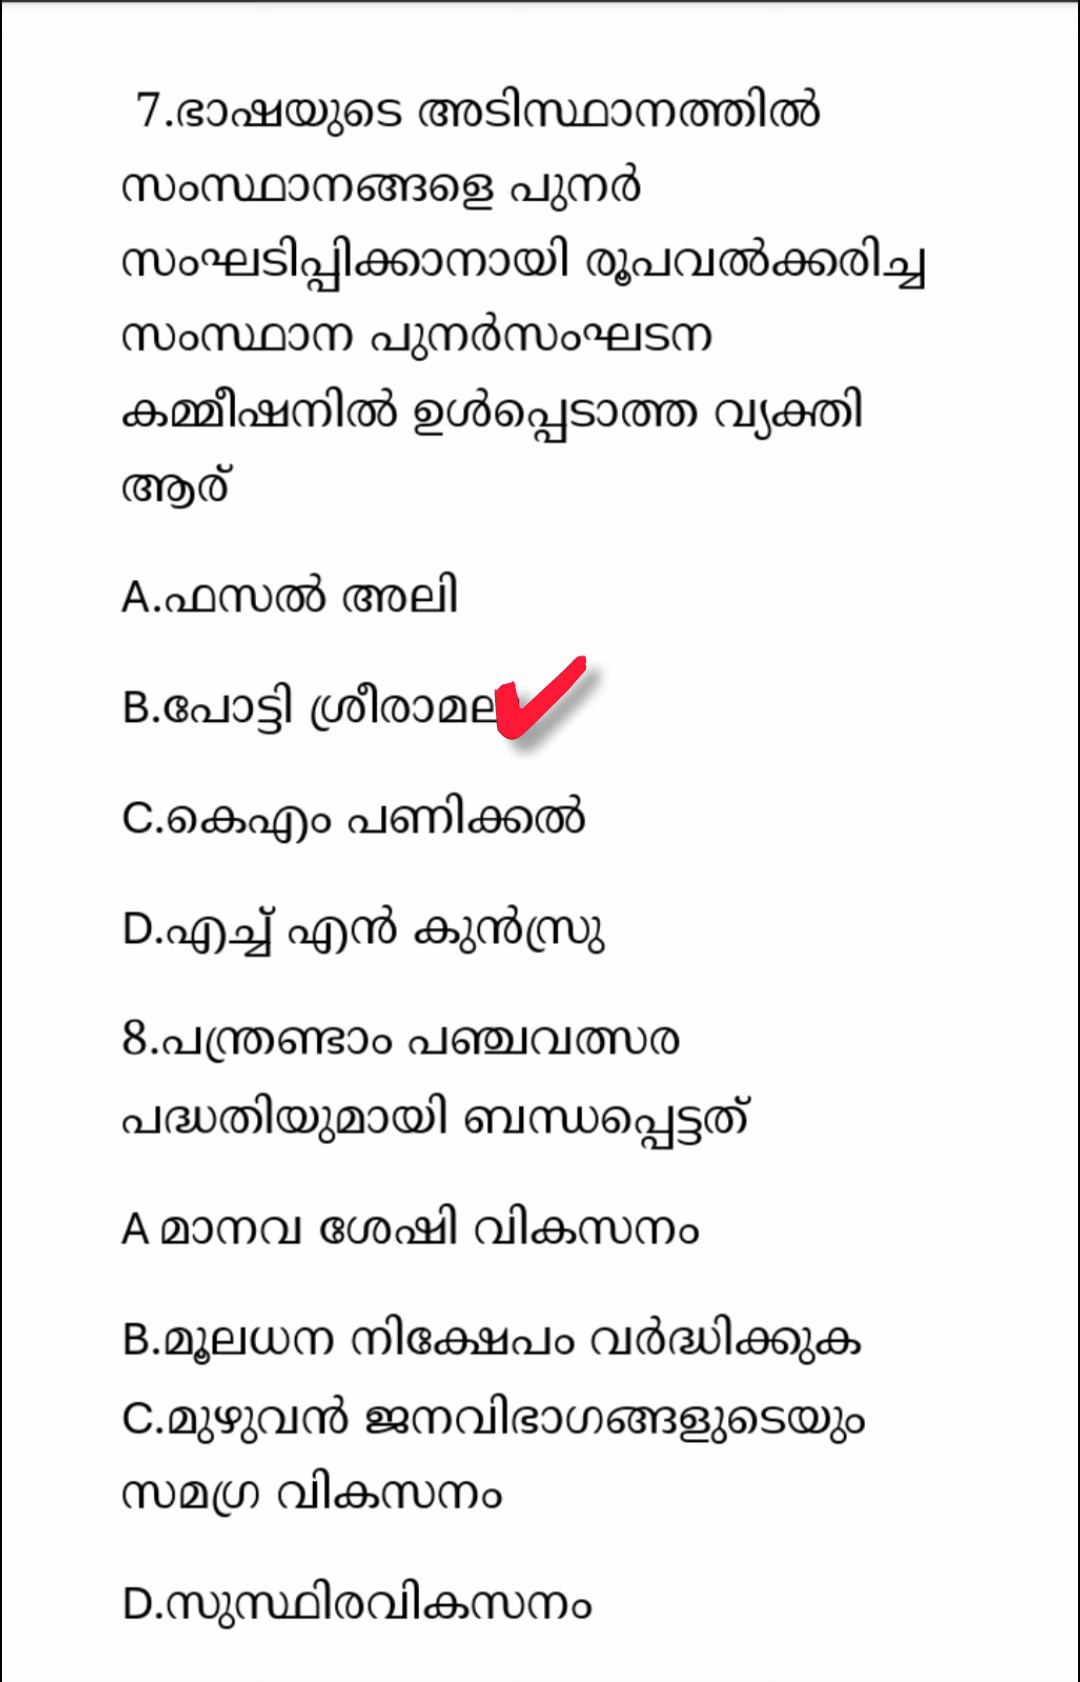 7.ഭാഷയുടെ അടിസ്ഥാനത്തിൽ
സംസ്ഥാനങ്ങളെ പുനർ
സംഘടിപ്പിക്കാനായി രൂപവൽക്കരിച്ച
സംസ്ഥാന പുനർസംഘടന
കമ്മീഷനിൽ ഉൾപ്പെടാത്ത വ്യക്തി
ആര്
A.ഫസൽ അലി
B.പോട്ടി
C.കെഎം പണിക്കൽ
D.എച്ച് എൻ കുൻസ്രു
8.പന്ത്രണ്ടാം പഞ്ചവത്സര
പദ്ധതിയുമായി ബന്ധപ്പെട്ടത്
A മാനവ ശേഷി വികസനം
B.മൂലധന നിക്ഷേപം വർദ്ധിക്കുക
C.മുഴുവൻ ജനവിഭാഗങ്ങളുടെയും
സമഗ്ര വികസനം
D.സുസ്ഥിരവികസനം